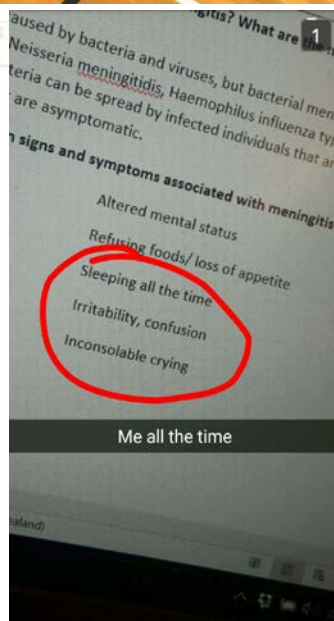 ngitis? What are the
1
aused by bacteria and viruses, but bacterial men
Neisseria meningitidis, Haemophilus influenza typ
teria can be spread by infected individuals that ar
are asymptomatic.
signs and symptoms associated with meningitis
Altered mental status
Refusing foods/ loss of appetite
Sleeping all the time
Irritability, confusion
Inconsolable crying
Me all the time
ealand)